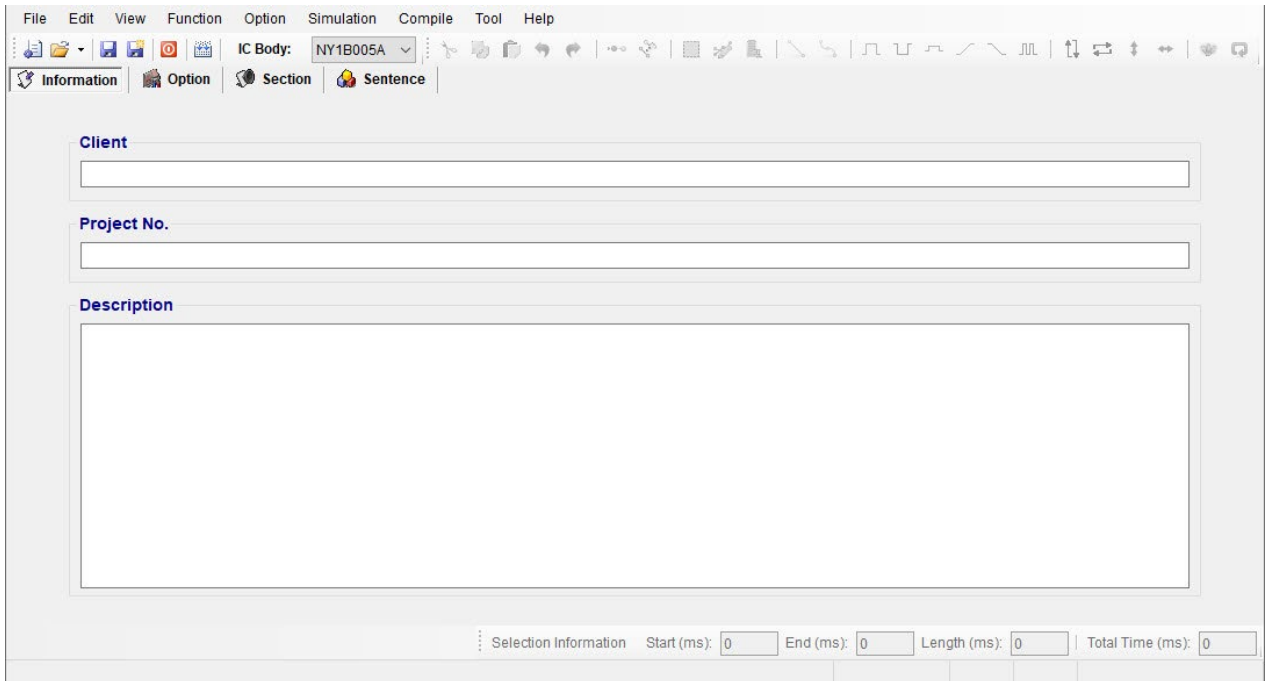 File Edit View Function Option Simulation Compile Tool Help
IC Body: NY1B005A
Information Option Section Sentence
Client
Project No.
Description
Selection Information Start (ms): 0 End (ms): 0 Length (ms): 0 Total Time (ms): 0